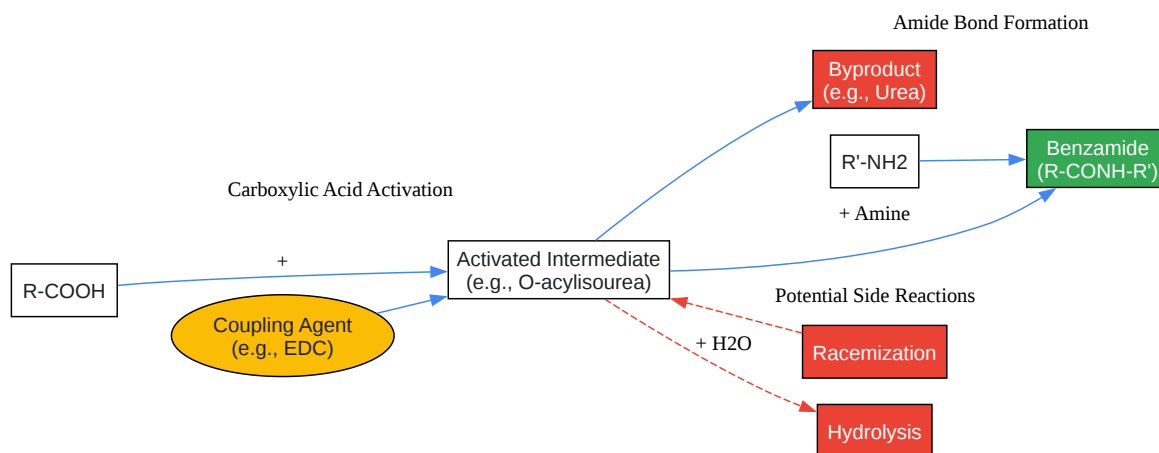 Amide Bond Formation
Byproduct
(e.g., Urea)
R'-NH2
Benzamide
(R-CONH-R')
Carboxylic Acid Activation
+ Amine
+
R-COOH
Activated Intermediate
(e.g., O-acylisourea)
Coupling Agent
(e.g., EDC)
Potential Side Reactions
+ H2O
Racemization
Hydrolysis